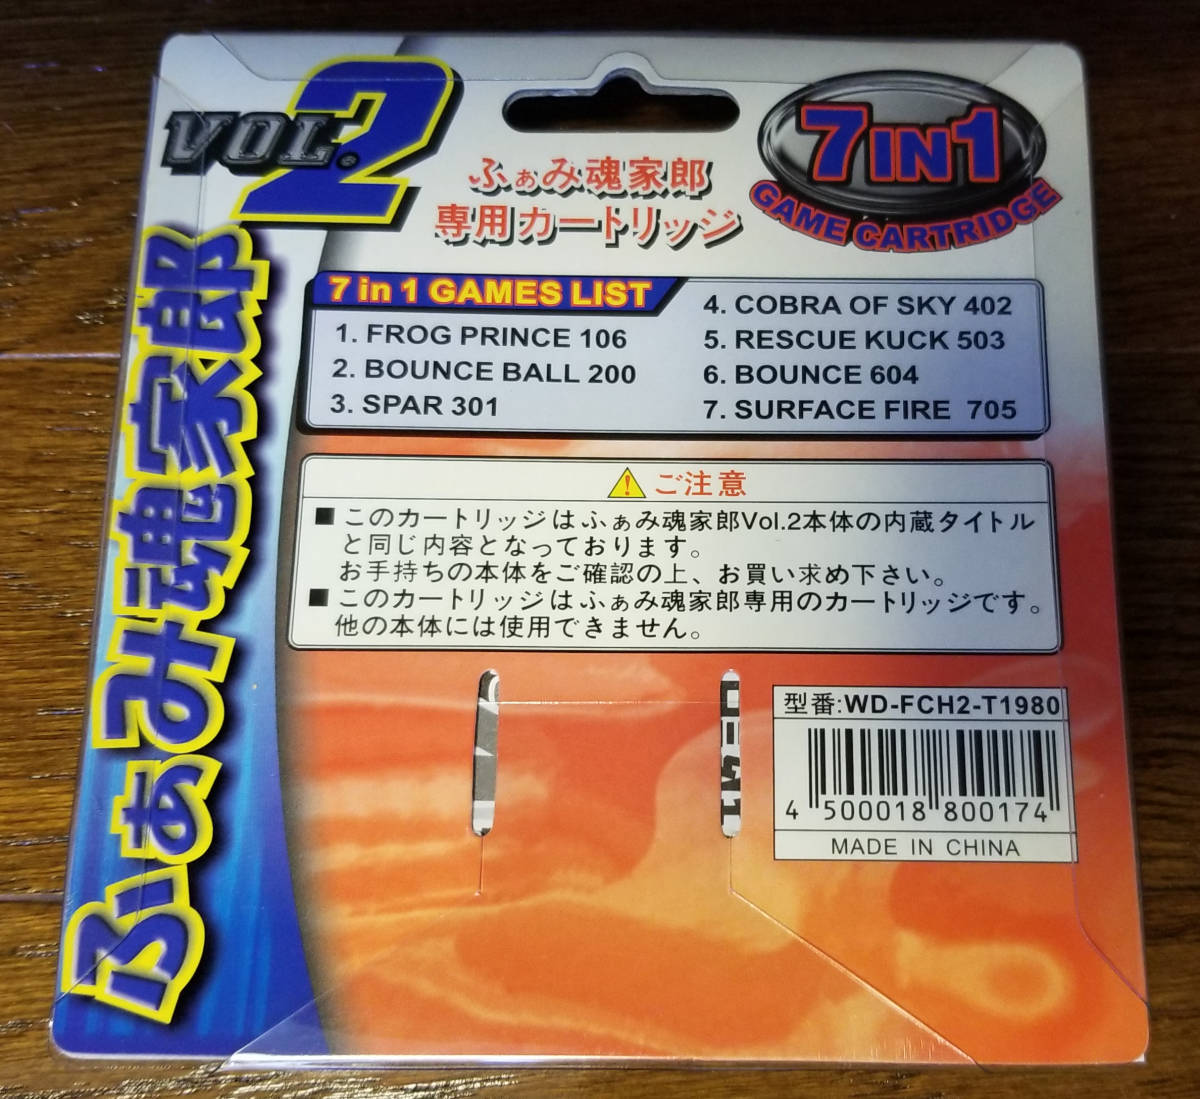 VOL.2
ふぁみ魂家郎
専用カートリッジ
7IN1
GAME CARTRIDGE
ふぁみ魂家郎
7 in 1 GAMES LIST
1. FROG PRINCE 106
2. BOUNCE BALL 200
3. SPAR 301
4. COBRA OF SKY 402
5. RESCUE KUCK 503
6. BOUNCE 604
7. SURFACE FIRE 705
ご注意
■このカートリッジはふぁみ魂家郎Vol.2本体の内蔵タイトル
と同じ内容となっております。
お手持ちの本体をご確認の上、お買い求め下さい。
■このカートリッジはふぁみ魂家郎専用のカートリッジです。
他の本体には使用できません。
型番:WD-FCH2-T1980
4 500018 800174
MADE IN CHINA